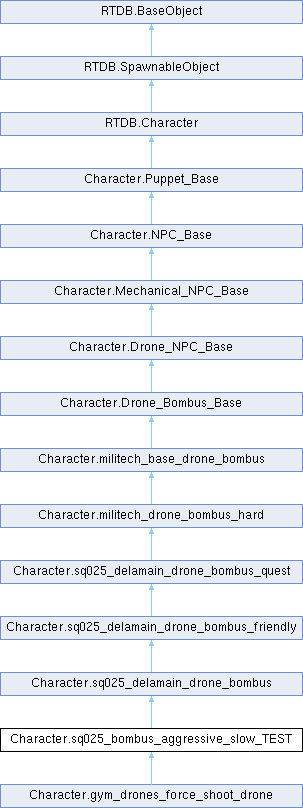 RTDB.BaseObject
RTDB.SpawnableObject
RTDB.Character
Character.Puppet_Base
Character.NPC_Base
Character.Mechanical_NPC_Base
Character.Drone_NPC_Base
Character.Drone_Bombus_Base
Character.militech_base_drone_bombus
Character.militech_drone_bombus_hard
Character.sq025_delamain_drone_bombus_quest
Character.sq025_delamain_drone_bombus_friendly
Character.sq025_delamain_drone_bombus
Character.sq025_bombus_aggressive_slow_TEST
Character.gym_drones_force_shoot_drone